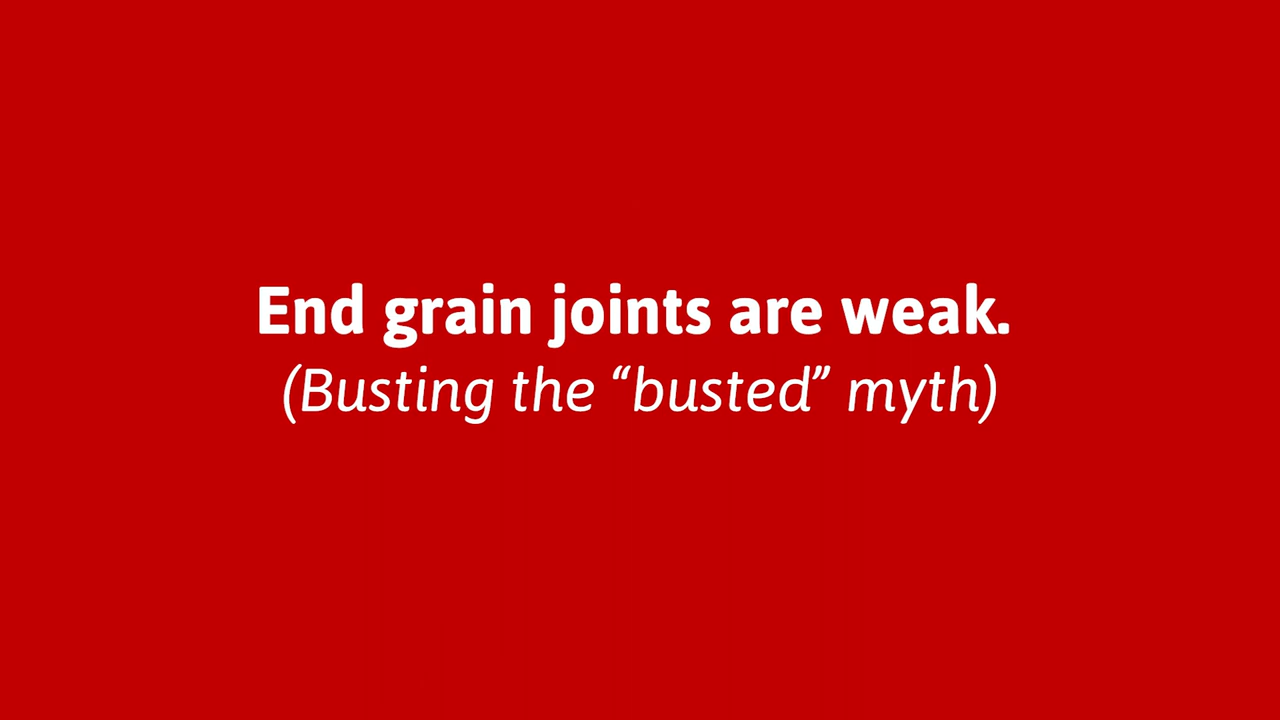 End grain joints are weak.
(Busting the “busted” myth)